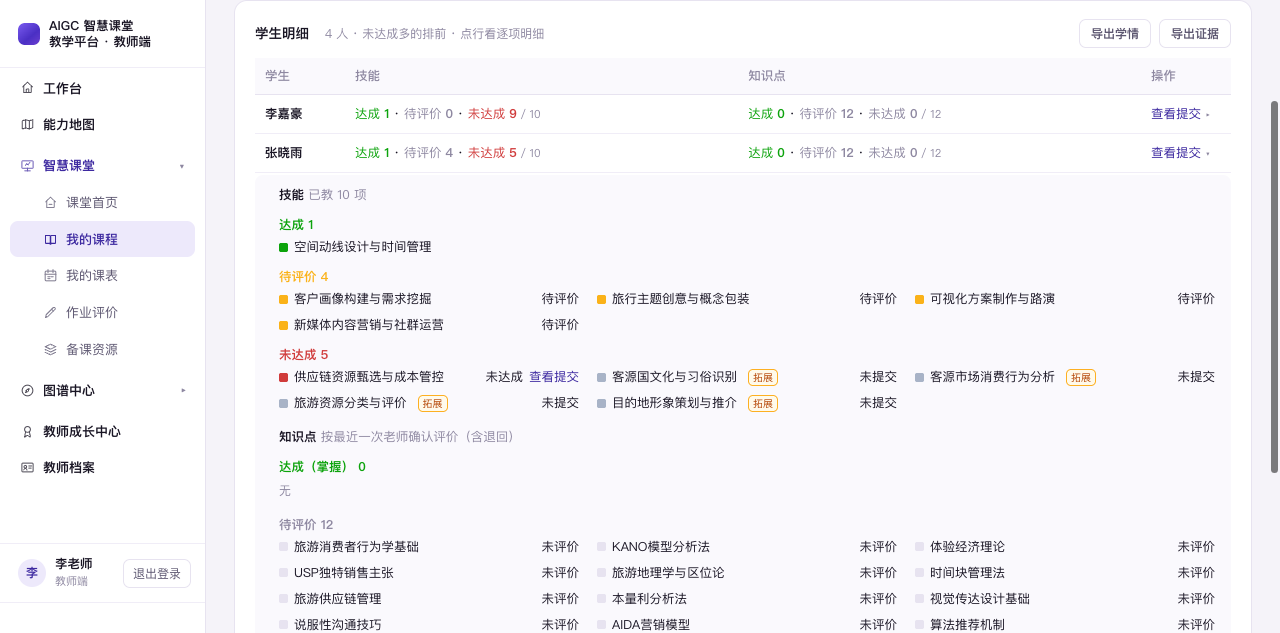 AIGC 智慧课堂
教学平台 · 教师端
工作台
能力地图
智慧课堂
课堂首页
我的课程
我的课表
作业评价
备课资源
图谱中心
教师成长中心
教师档案
李 李老师
教师端
退出登录
学生明细 4 人 · 未达成多的排前 · 点行看逐项明细 导出学情 导出证据
学生 技能 知识点 操作
李嘉豪 达成 1 · 待评价 0 · 未达成 9 / 10 达成 0 · 待评价 12 · 未达成 0 / 12 查看提交
张晓雨 达成 1 · 待评价 4 · 未达成 5 / 10 达成 0 · 待评价 12 · 未达成 0 / 12 查看提交
技能 已教 10 项
达成 1
空间动线设计与时间管理
待评价 4
客户画像构建与需求挖掘 待评价 旅行主题创意与概念包装 待评价 可视化方案制作与路演 待评价
新媒体内容营销与社群运营 待评价
未达成 5
供应链资源甄选与成本管控 未达成 查看提交 客源国文化与习俗识别 拓展 未提交 客源市场消费行为分析 拓展 未提交
旅游资源分类与评价 拓展 未提交 目的地形象策划与推介 拓展 未提交
知识点 按最近一次老师确认评价（含退回）
达成（掌握） 0
无
待评价 12
旅游消费者行为学基础 未评价 KANO模型分析法 未评价 体验经济理论 未评价
USP独特销售主张 未评价 旅游地理学与区位论 未评价 时间块管理法 未评价
旅游供应链管理 未评价 本量利分析法 未评价 视觉传达设计基础 未评价
说服性沟通技巧 未评价 AIDA营销模型 未评价 算法推荐机制 未评价